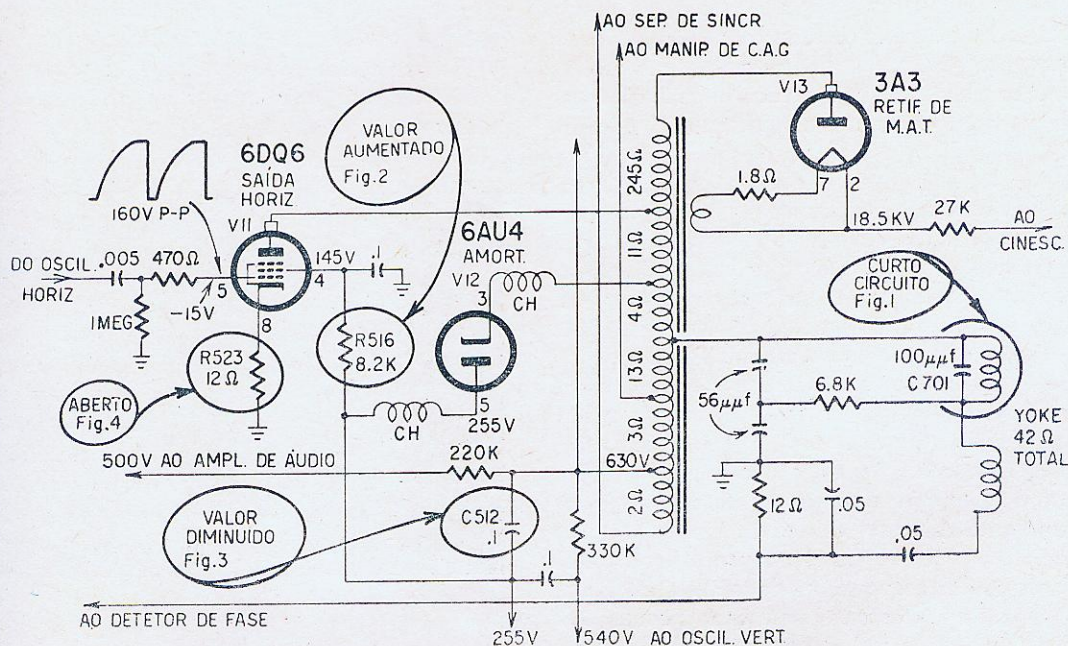 AO SEP. DE SINCR
AO MANIP. DE C.A.G
V13
3A3
RETIF. DE
M.A.T.
VALOR
AUMENTADO
Fig.2
6DQ6
SAÍDA
HORIZ.
V11
160V P-P
245Ω
1.8Ω
7
2
18.5KV
27K
AO
CINESC.
6AU4
AMORT.
V12
3
CH
11Ω
DO OSCIL.
HORIZ
.005
470Ω
5
-15V
145V
4
.1
1MEG
8
CURTO
CIRCUITO
Fig.1
4Ω
R523
12Ω
R516
8.2K
13Ω
100µµf
C701
56µµf
6.8K
ABERTO
Fig.4
5
255V
CH
YOKE
42Ω
TOTAL
3Ω
500V AO AMPL. DE ÁUDIO
220K
630V
2Ω
VALOR
DIMINUIDO
Fig.3
C512
.1
330K
12Ω
.05
.05
.1
AO DETETOR DE FASE
255V
540V AO OSCIL. VERT.